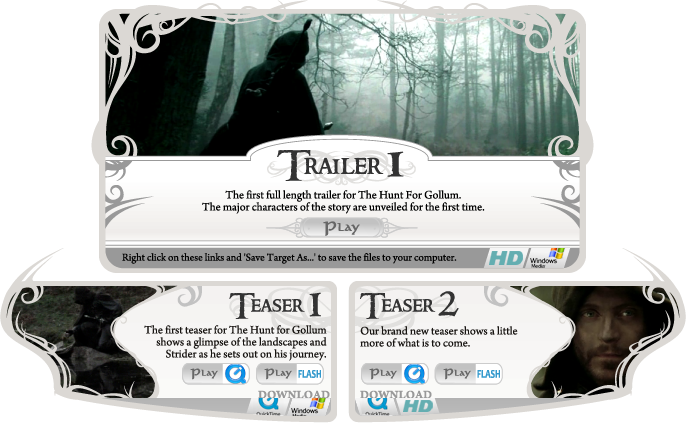 Trailer 1
The first full length trailer for The Hunt For Gollum.
The major characters of the story are unveiled for the first time.
Play
Right click on these links and 'Save Target As...' to save the files to your computer.
HD
Windows
Media
Teaser 1
The first teaser for The Hunt for Gollum
shows a glimpse of the landscapes and
Strider as he sets out on his journey.
Play
Play FLASH
DOWNLOAD
QuickTime
Windows
Teaser 2
Our brand new teaser shows a little
more of what is to come.
Play
Play FLASH
DOWNLOAD
QuickTime
HD